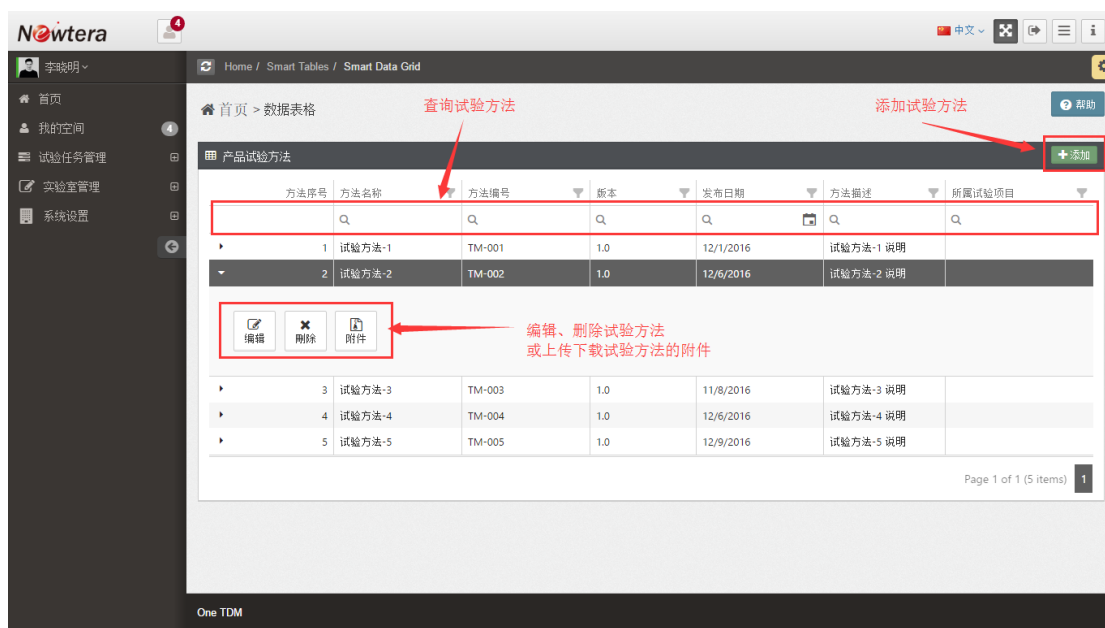 Newtera
4
中文
i
李晓明
Home / Smart Tables / Smart Data Grid
首页
我的空间
4
试验任务管理
实验室管理
系统设置
首页 > 数据表格
查询试验方法
添加试验方法
帮助
产品试验方法
添加
方法序号 方法名称 方法编号 版本 发布日期 方法描述 所属试验项目
1 试验方法-1 TM-001 1.0 12/1/2016 试验方法-1 说明
2 试验方法-2 TM-002 1.0 12/6/2016 试验方法-2 说明
编辑 删除 附件
编辑、删除试验方法
或上传下载试验方法的附件
3 试验方法-3 TM-003 1.0 11/8/2016 试验方法-3 说明
4 试验方法-4 TM-004 1.0 12/6/2016 试验方法-4 说明
5 试验方法-5 TM-005 1.0 12/9/2016 试验方法-5 说明
Page 1 of 1 (5 items) 1
One TDM